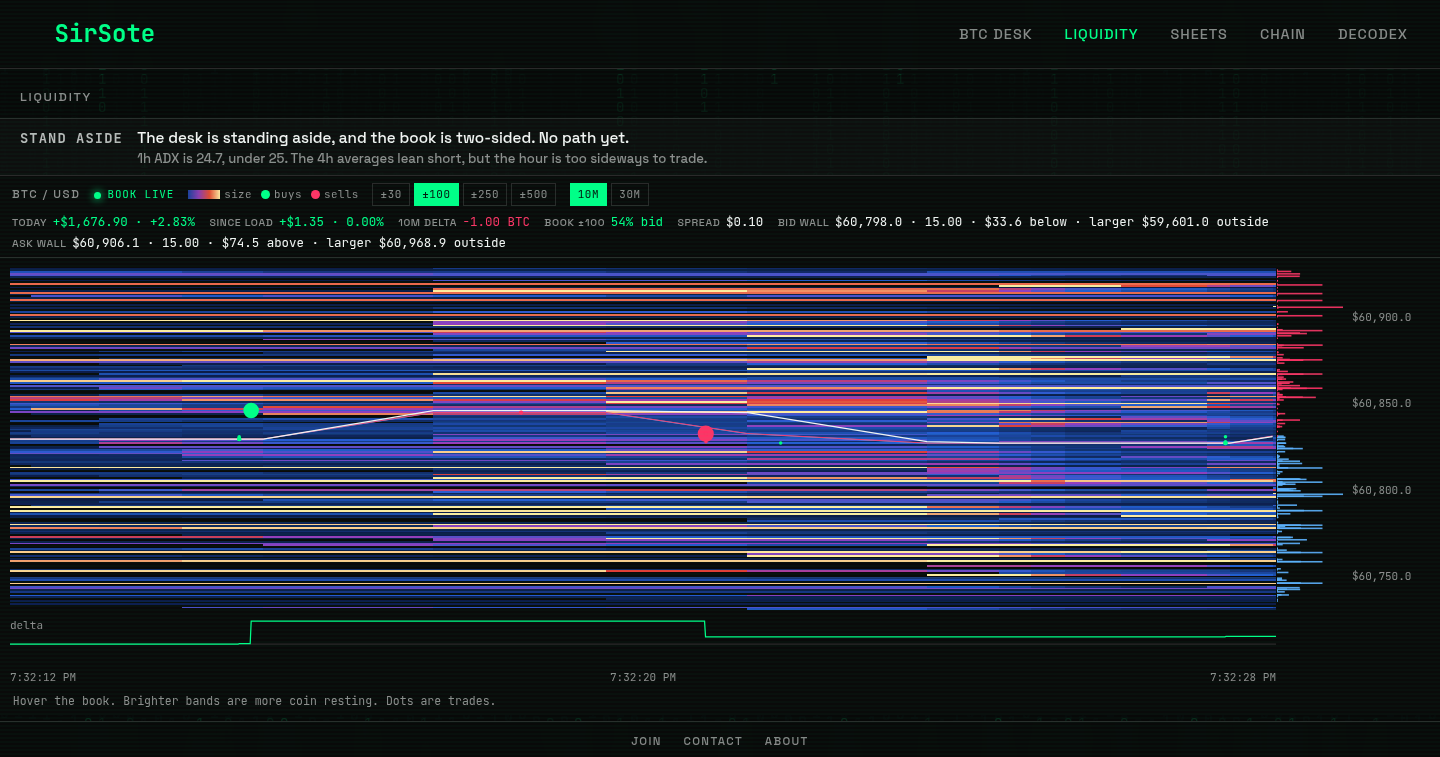 SirSote
BTC DESK LIQUIDITY SHEETS CHAIN DECODEX
LIQUIDITY
STAND ASIDE The desk is standing aside, and the book is two-sided. No path yet.
1h ADX is 24.7, under 25. The 4h averages lean short, but the hour is too sideways to trade.
BTC / USD BOOK LIVE size buys sells ±30 ±100 ±250 ±500 10M 30M
TODAY +$1,676.90 · +2.83% SINCE LOAD +$1.35 · 0.00% 10M DELTA -1.00 BTC BOOK ±100 54% bid SPREAD $0.10 BID WALL $60,798.0 · 15.00 · $33.6 below · larger $59,601.0 outside
ASK WALL $60,906.1 · 15.00 · $74.5 above · larger $60,968.9 outside
$60,900.0
$60,850.0
$60,800.0
$60,750.0
delta
7:32:12 PM 7:32:20 PM 7:32:28 PM
Hover the book. Brighter bands are more coin resting. Dots are trades.
JOIN CONTACT ABOUT